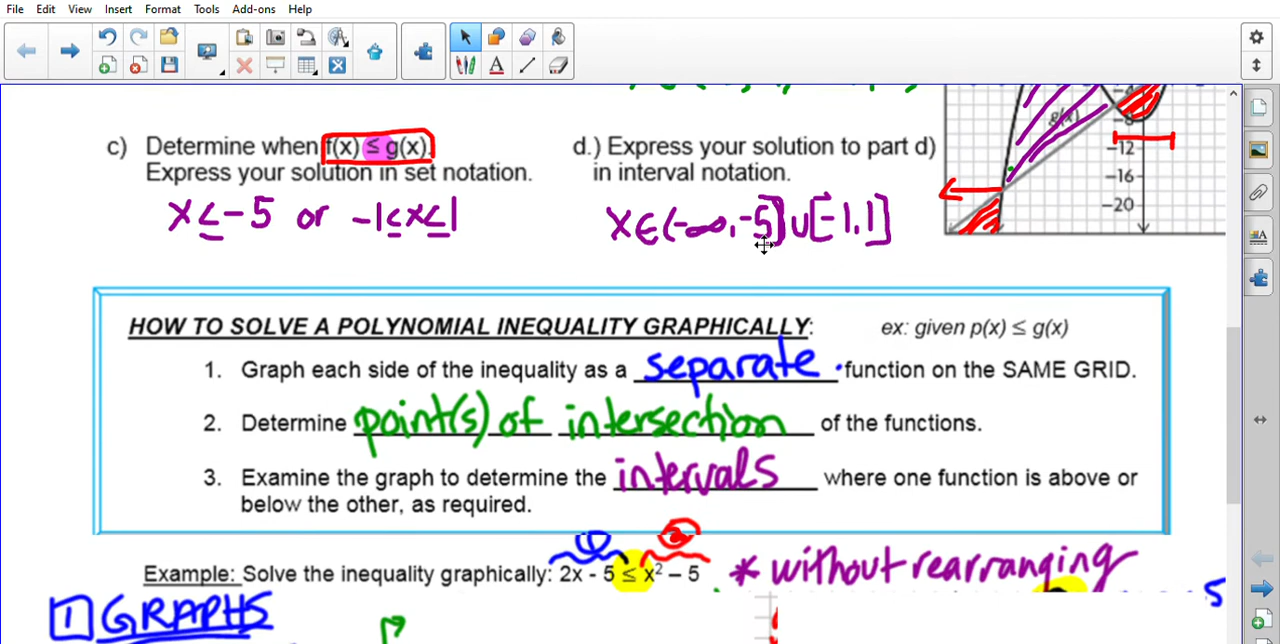 File Edit View Insert Format Tools Add-ons Help
c) Determine when f(x) ≤ g(x).
Express your solution in set notation.
x ≤ -5 or -1 ≤ x ≤ 1
d.) Express your solution to part d)
in interval notation.
x ∈ (-∞, -5] ∪ [-1, 1]
g(x)
-4
-8
-12
-16
-20
HOW TO SOLVE A POLYNOMIAL INEQUALITY GRAPHICALLY: ex: given p(x) ≤ g(x)
1. Graph each side of the inequality as a separate function on the SAME GRID.
2. Determine point(s) of intersection of the functions.
3. Examine the graph to determine the intervals where one function is above or
below the other, as required.
① ②
Example: Solve the inequality graphically: 2x - 5 ≤ x² – 5 * without rearranging
1 GRAPHS
5